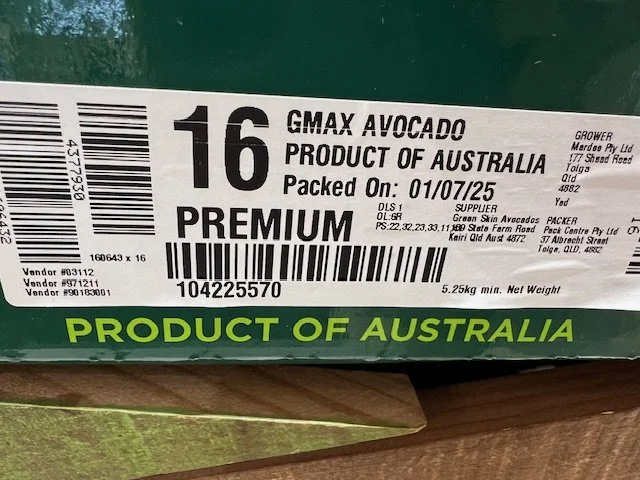 4377930
160643 x 16
Vendor #03112
Vendor #971211
Vendor #90183001
16
GMAX AVOCADO
PRODUCT OF AUSTRALIA
Packed On: 01/07/25
PREMIUM
DLS 1
OL:6R
PS:22,32,23,33,11,
SUPPLIER
Green Skin Avocados
State Farm Road
Kairi Qld Aust 4872
104225570
5.25kg min. Net Weight
GROWER
Mardee Pty Ltd
177 Shead Road
Tolga
Qld
4882
Yed
PACKER
Pack Centre Pty Ltd
37 Albrecht Street
Tolga, QLD, 4882
PRODUCT OF AUSTRALIA